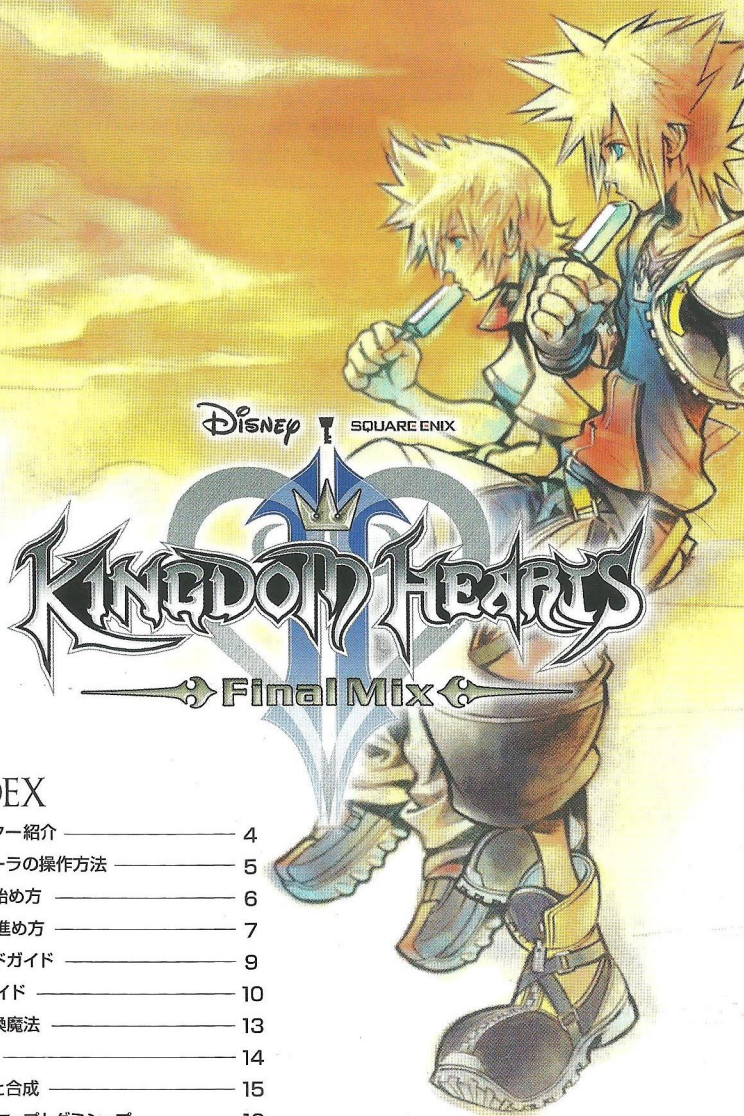 Disney SQUARE ENIX
KINGDOM HEARTS
II
Final Mix
DEX
ター紹介 4
ーラの操作方法 5
始め方 6
進め方 7
ドガイド 9
イド 10
魔法 13
14
と合成 15